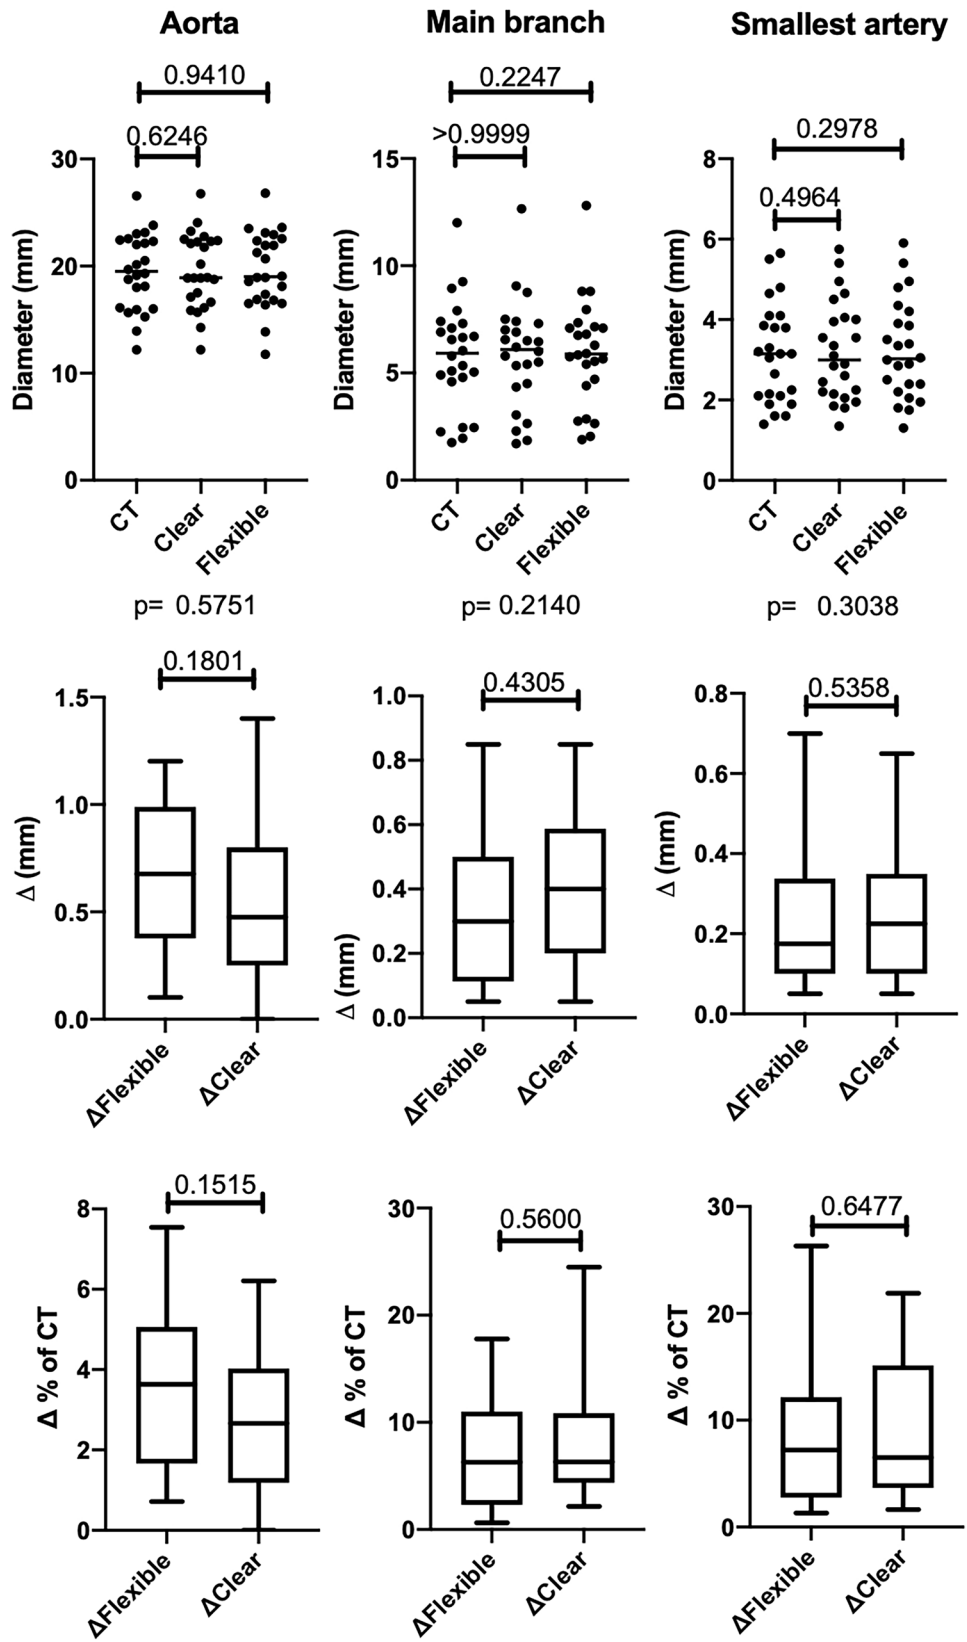 Aorta Main branch Smallest artery
0.9410 0.2247 0.2978
0.6246 >0.9999 0.4964
Diameter (mm) Diameter (mm) Diameter (mm)
30 15 8
20 10 6
10 5 4
0 0 2
0
CT Clear Flexible CT Clear Flexible CT Clear Flexible
p= 0.5751 p= 0.2140 p= 0.3038
0.1801 0.4305 0.5358
Δ (mm) Δ (mm) Δ (mm)
1.5 1.0 0.8
1.0 0.8 0.6
0.5 0.6 0.4
0.0 0.4 0.2
0.2 0.0
0.0
ΔFlexible ΔClear ΔFlexible ΔClear ΔFlexible ΔClear
0.1515 0.5600 0.6477
Δ % of CT Δ % of CT Δ % of CT
8 30 30
6 20 20
4 10 10
2 0 0
0
ΔFlexible ΔClear ΔFlexible ΔClear ΔFlexible ΔClear